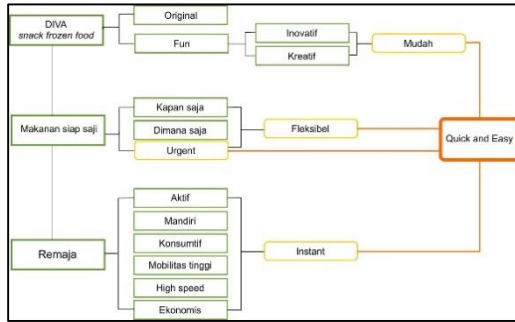 DIVA
snack frozen food
Original
Fun
Inovatif
Kreatif
Mudah
Makanan siap saji
Kapan saja
Dimana saja
Urgent
Fleksibel
Quick and Easy
Remaja
Aktif
Mandiri
Konsumtif
Mobilitas tinggi
High speed
Ekonomis
Instant